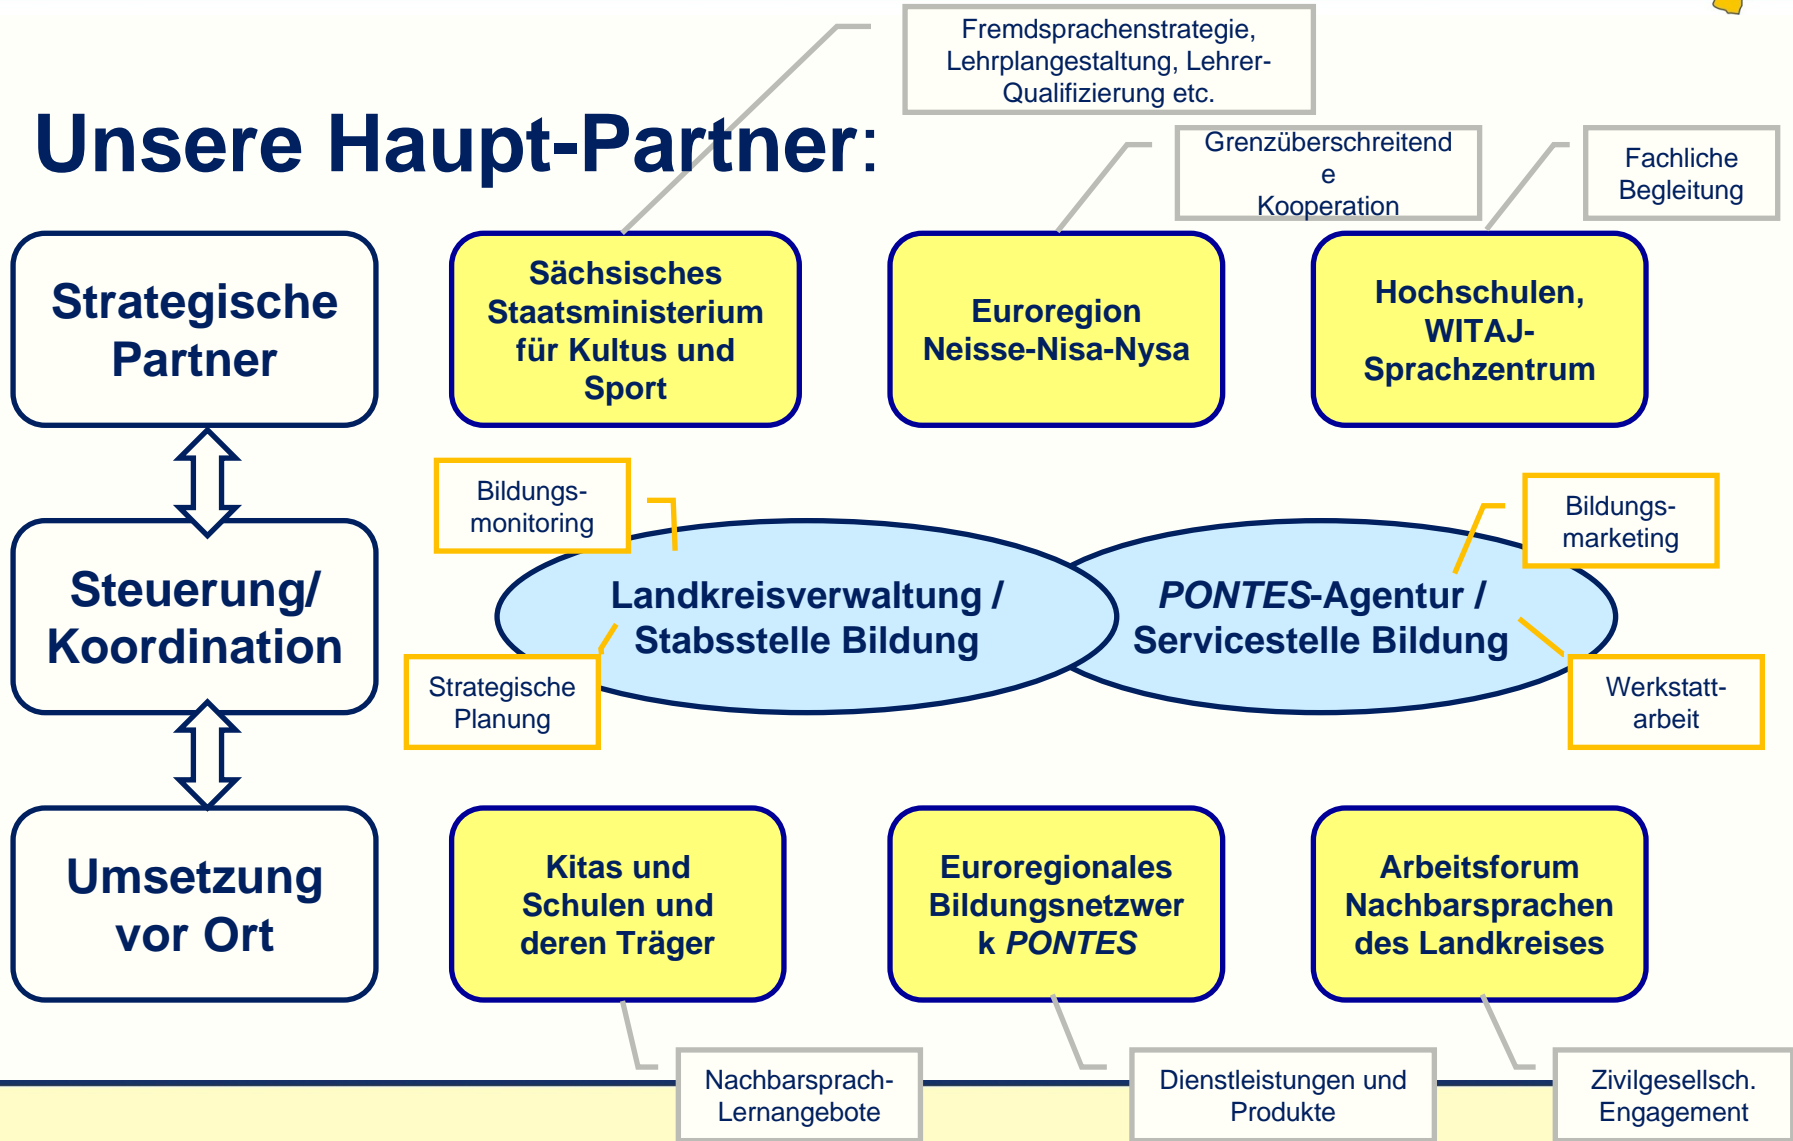 Fremdsprachenstrategie,
Lehrplangestaltung, Lehrer-
Qualifizierung etc.
Unsere Haupt-Partner:
Grenzüberschreitend
e
Kooperation
Fachliche
Begleitung
Strategische
Partner
Sächsisches
Staatsministerium
für Kultus und
Sport
Euroregion
Neisse-Nisa-Nysa
Hochschulen,
WITAJ-
Sprachzentrum
Bildungs-
monitoring
Bildungs-
marketing
Steuerung/
Koordination
Landkreisverwaltung /
Stabsstelle Bildung
PONTES-Agentur /
Servicestelle Bildung
Strategische
Planung
Werkstatt-
arbeit
Umsetzung
vor Ort
Kitas und
Schulen und
deren Träger
Euroregionales
Bildungsnetzwer
k PONTES
Arbeitsforum
Nachbarsprachen
des Landkreises
Nachbarsprach-
Lernangebote
Dienstleistungen und
Produkte
Zivilgesellsch.
Engagement